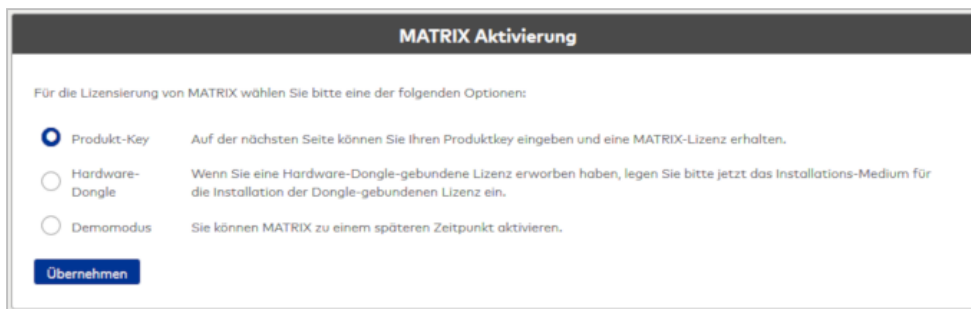 MATRIX Aktivierung
Für die Lizensierung von MATRIX wählen Sie bitte eine der folgenden Optionen:
Produkt-Key Auf der nächsten Seite können Sie Ihren Produktkey eingeben und eine MATRIX-Lizenz erhalten.
Hardware- Wenn Sie eine Hardware-Dongle-gebundene Lizenz erworben haben, legen Sie bitte jetzt das Installations-Medium für
Dongle die Installation der Dongle-gebundenen Lizenz ein.
Demomodus Sie können MATRIX zu einem späteren Zeitpunkt aktivieren.
Übernehmen